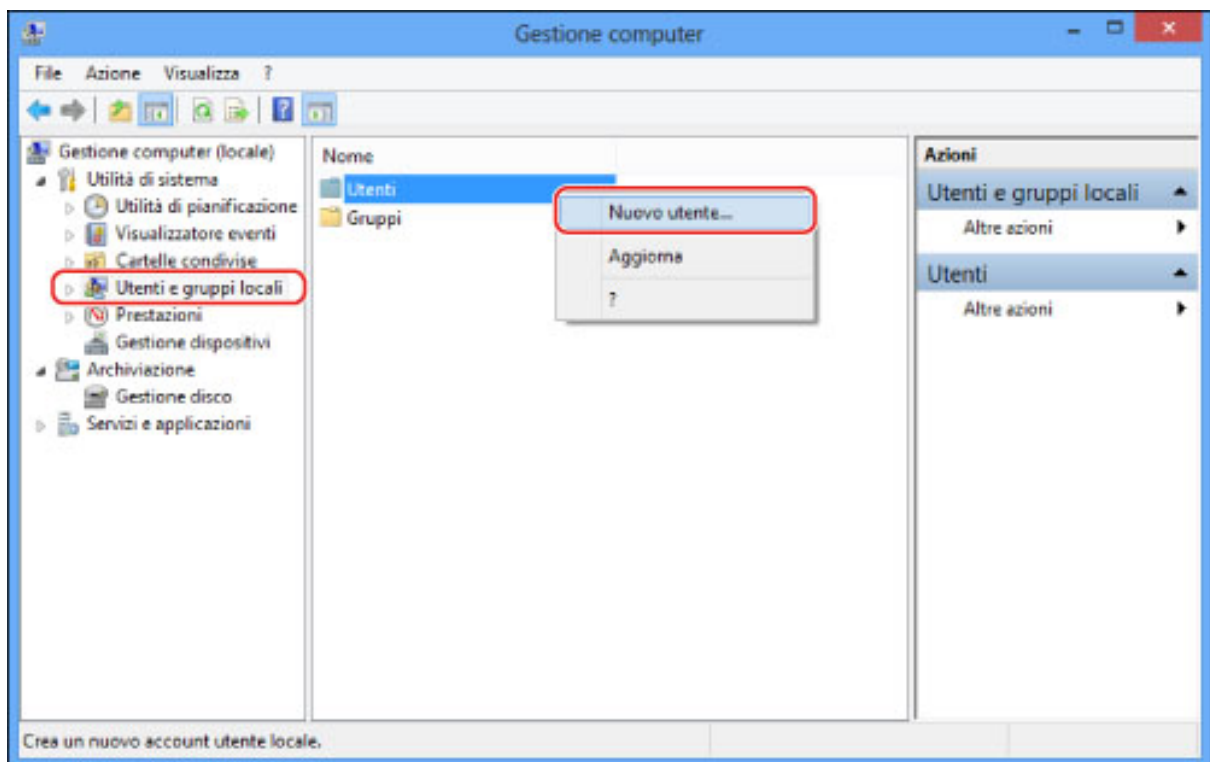 Gestione computer
File Azione Visualizza ?
Gestione computer (locale)
Utilità di sistema
Utilità di pianificazione
Visualizzatore eventi
Cartelle condivise
Utenti e gruppi locali
Prestazioni
Gestione dispositivi
Archiviazione
Gestione disco
Servizi e applicazioni
Nome
Utenti
Gruppi
Nuovo utente...
Aggiorna
?
Azioni
Utenti e gruppi locali
Altre azioni
Utenti
Altre azioni
Crea un nuovo account utente locale.